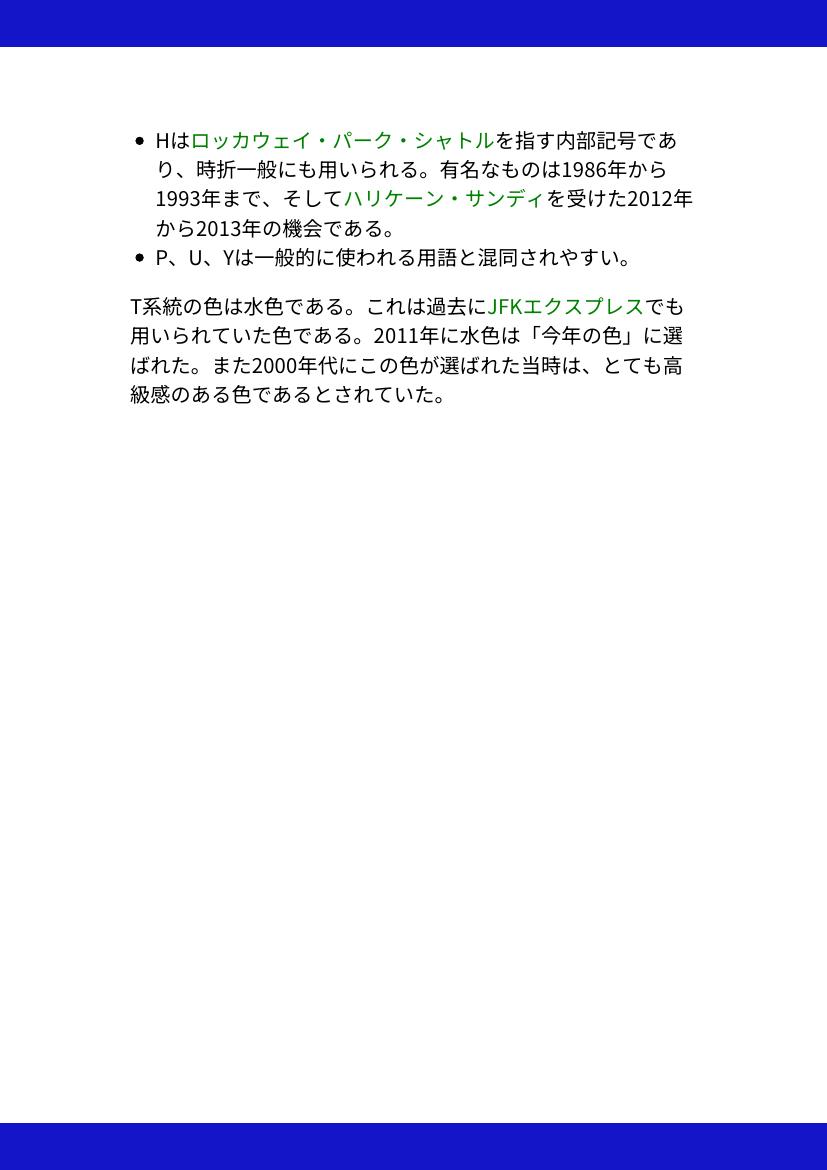 • Hはロッカウェイ・パーク・シャトルを指す内部記号であ
り、時折一般にも用いられる。有名なものは1986年から
1993年まで、そしてハリケーン・サンディを受けた2012年
から2013年の機会である。
• P、U、Yは一般的に使われる用語と混同されやすい。
T系統の色は水色である。これは過去にJFKエクスプレスでも
用いられていた色である。2011年に水色は「今年の色」に選
ばれた。また2000年代にこの色が選ばれた当時は、とても高
級感のある色であるとされていた。